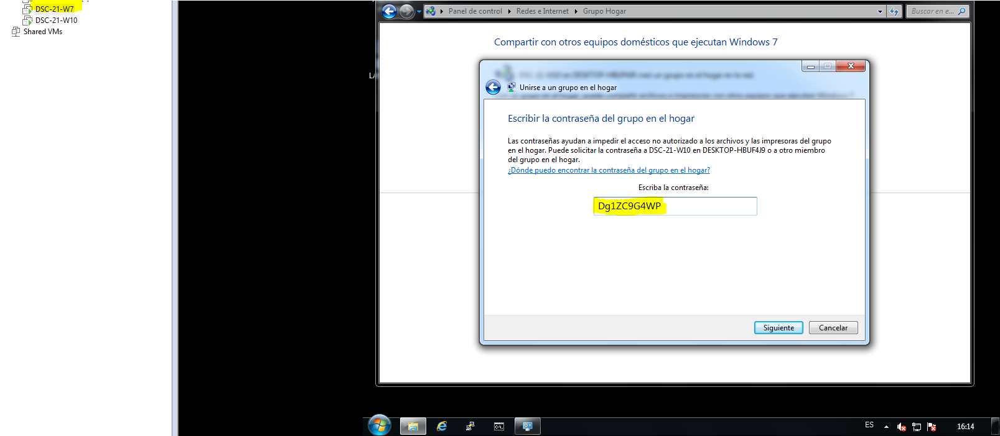 DSC-21-W7
DSC-21-W10
Shared VMs
Panel de control
Redes e Internet
Grupo Hogar
Buscar en e...
Compartir con otros equipos domésticos que ejecutan Windows 7
Unirse a un grupo en el hogar
Escribir la contraseña del grupo en el hogar
Las contraseñas ayudan a impedir el acceso no autorizado a los archivos y las impresoras del grupo
en el hogar. Puede solicitar la contraseña a DSC-21-W10 en DESKTOP-HBUF4J9 o a otro miembro
del grupo en el hogar.
¿Dónde puedo encontrar la contraseña del grupo en el hogar?
Escriba la contraseña:
Dg1ZC9G4WP
Siguiente
Cancelar
ES
16:14